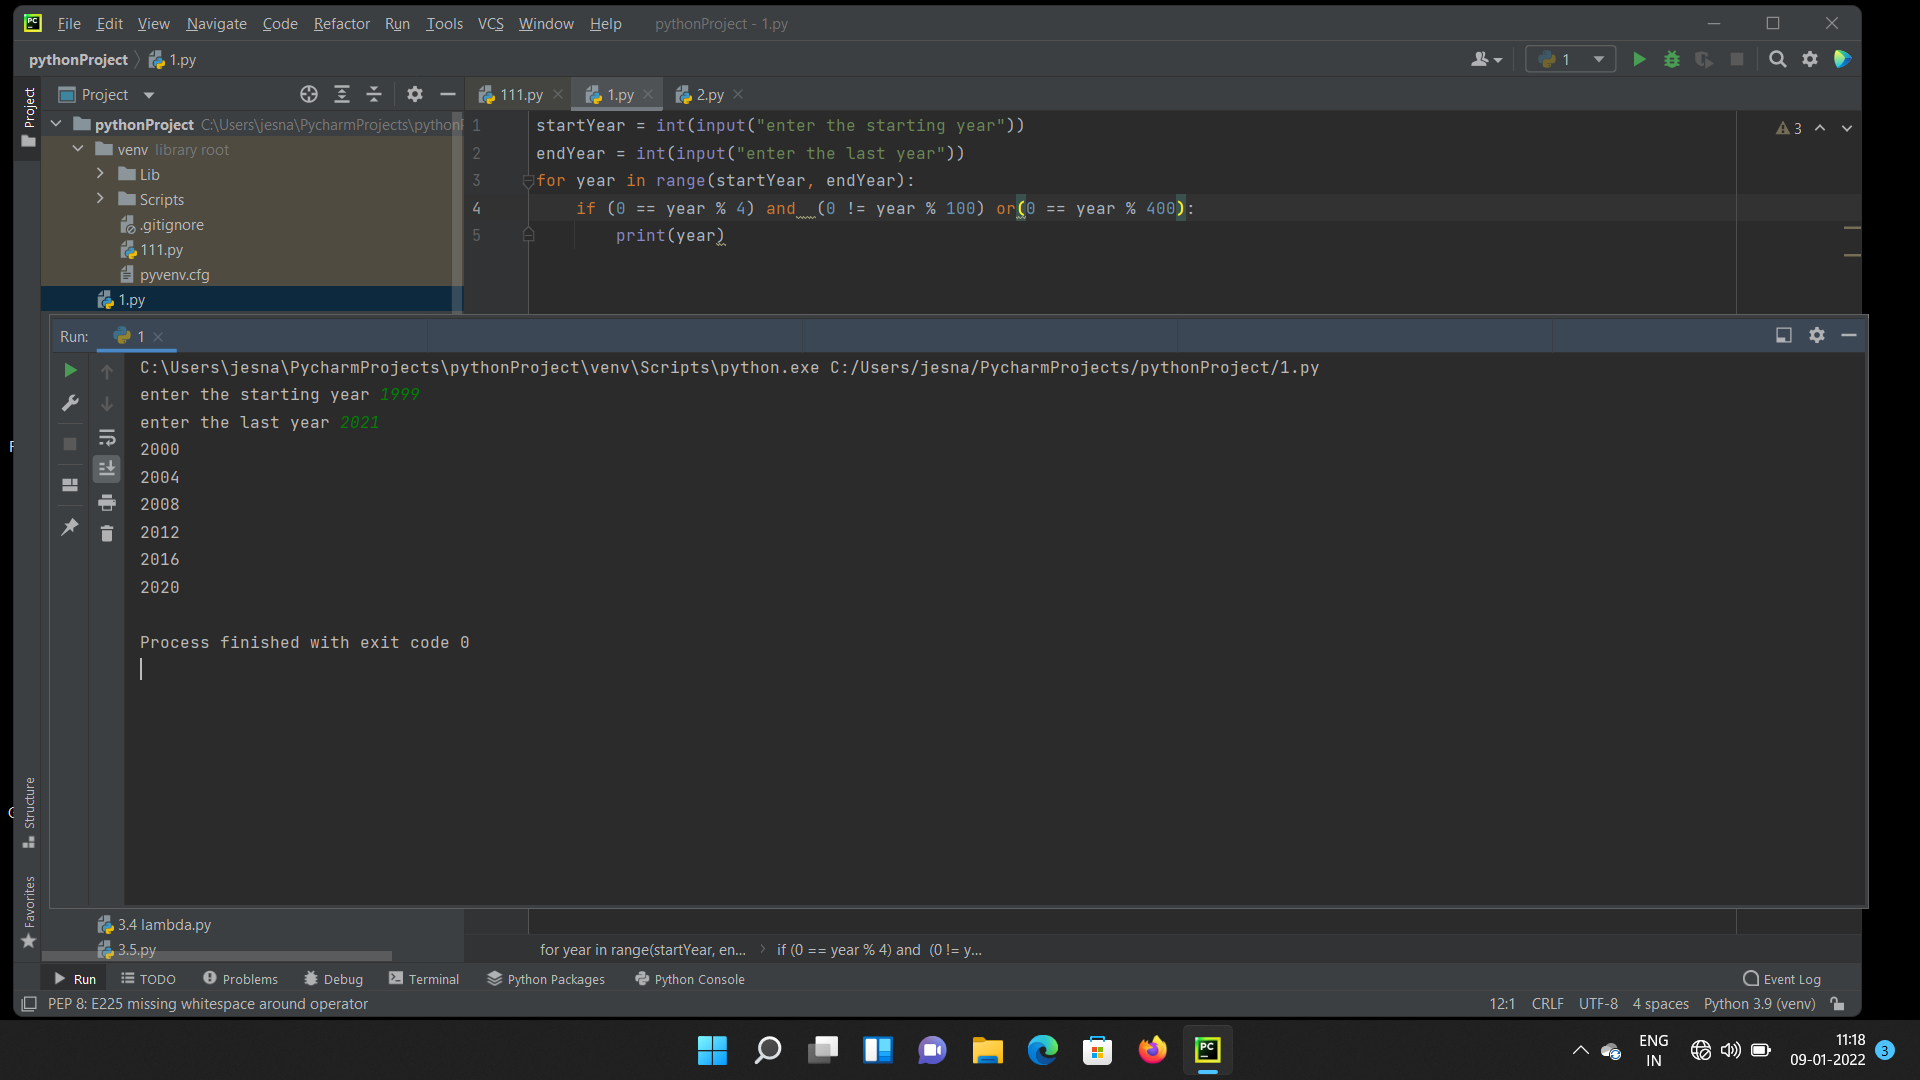 File Edit View Navigate Code Refactor Run Tools VCS Window Help pythonProject - 1.py
pythonProject 1.py 1
Project Project 111.py 1.py 2.py
pythonProject C:\Users\jesna\PycharmProjects\python
venv library root
Lib
Scripts
.gitignore
111.py
pyvenv.cfg
1.py
1 startYear = int(input("enter the starting year"))
2 endYear = int(input("enter the last year"))
3 for year in range(startYear, endYear):
4 if (0 == year % 4) and  (0 != year % 100) or(0 == year % 400):
5 print(year)
3
Run: 1
C:\Users\jesna\PycharmProjects\pythonProject\venv\Scripts\python.exe C:/Users/jesna/PycharmProjects/pythonProject/1.py
enter the starting year 1999
enter the last year 2021
2000
2004
2008
2012
2016
2020
Process finished with exit code 0
Structure
Favorites
3.4 lambda.py
3.5.py
for year in range(startYear, en... if (0 == year % 4) and  (0 != y...
Run TODO Problems Debug Terminal Python Packages Python Console Event Log
PEP 8: E225 missing whitespace around operator 12:1 CRLF UTF-8 4 spaces Python 3.9 (venv)
PC
ENG
IN
11:18
09-01-2022
3